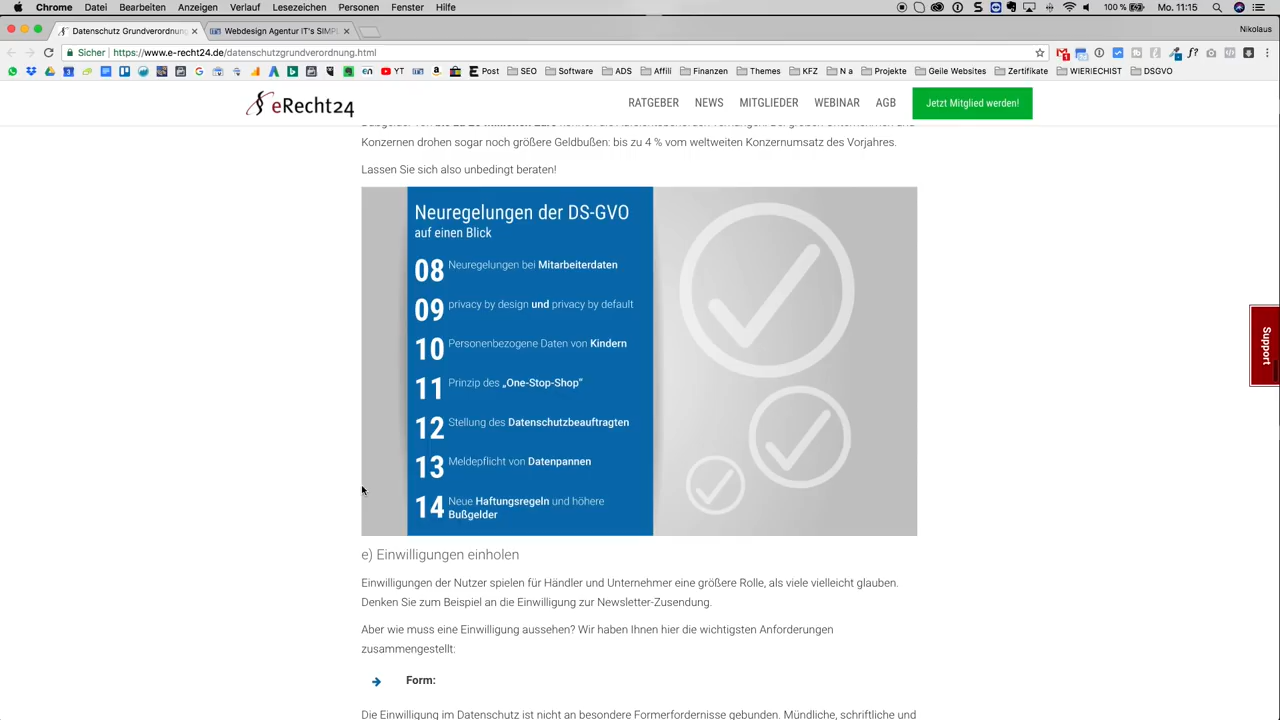 Chrome Datei Bearbeiten Anzeigen Verlauf Lesezeichen Personen Fenster Hilfe
100 % Mo. 11:15
Datenschutz Grundverordnung
Webdesign Agentur IT's SIMPL
Nikolaus
Sicher | https://www.e-recht24.de/datenschutzgrundverordnung.html
YT Post SEO Software ADS Affili Finanzen Themes KFZ N a Projekte Geile Websites Zertifikate WIERIECHIST DSGVO
eRecht24
RATGEBER NEWS MITGLIEDER WEBINAR AGB Jetzt Mitglied werden!
Konzernen drohen sogar noch größere Geldbußen: bis zu 4 % vom weltweiten Konzernumsatz des Vorjahres.
Lassen Sie sich also unbedingt beraten!
Neuregelungen der DS-GVO
auf einen Blick
08 Neuregelungen bei Mitarbeiterdaten
09 privacy by design und privacy by default
10 Personenbezogene Daten von Kindern
11 Prinzip des „One-Stop-Shop“
12 Stellung des Datenschutzbeauftragten
13 Meldepflicht von Datenpannen
14 Neue Haftungsregeln und höhere
Bußgelder
Support
e) Einwilligungen einholen
Einwilligungen der Nutzer spielen für Händler und Unternehmer eine größere Rolle, als viele vielleicht glauben.
Denken Sie zum Beispiel an die Einwilligung zur Newsletter-Zusendung.
Aber wie muss eine Einwilligung aussehen? Wir haben Ihnen hier die wichtigsten Anforderungen
zusammengestellt:
Form:
Die Einwilligung im Datenschutz ist nicht an besondere Formerfordernisse gebunden. Mündliche, schriftliche und